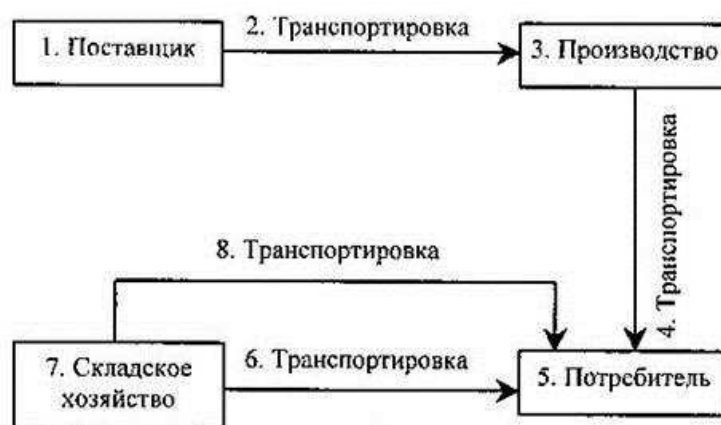 2. Транспортировка
1. Поставщик
3. Производство
4. Транспортировка
8. Транспортировка
7. Складское
хозяйство
6. Транспортировка
5. Потребитель